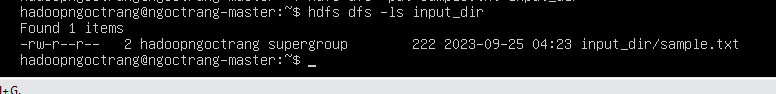 hadoopngoctrang@ngoctrang-master:~$ hdfs dfs -ls input_dir
Found 1 items
-rw-r--r--   2 hadoopngoctrang supergroup        222 2023-09-25 04:23 input_dir/sample.txt
hadoopngoctrang@ngoctrang-master:~$ _
+G.